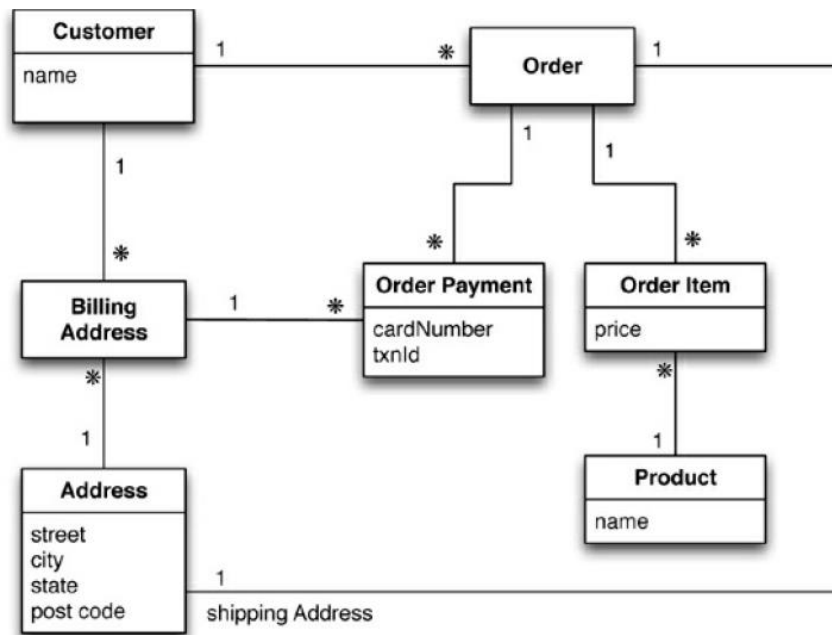 Customer
name
1
*
Order
1
1
*
1
*
1
*
Billing
Address
1
*
Order Payment
cardNumber
txnId
Order Item
price
*
1
*
1
Product
name
Address
street
city
state
post code
1
shipping Address